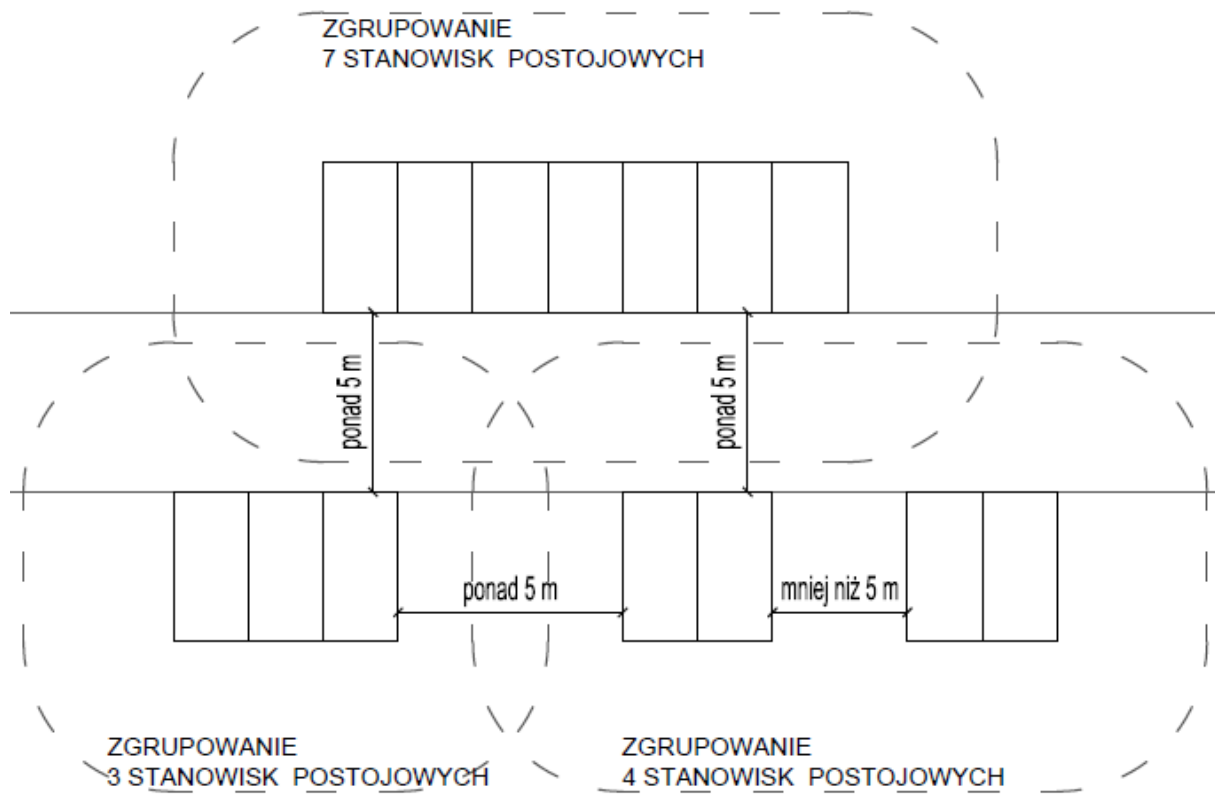 ZGRUPOWANIE
7 STANOWISK POSTOJOWYCH
ponad 5 m
ponad 5 m
ponad 5 m
mniej niż 5 m
ZGRUPOWANIE
3 STANOWISK POSTOJOWYCH
ZGRUPOWANIE
4 STANOWISK POSTOJOWYCH